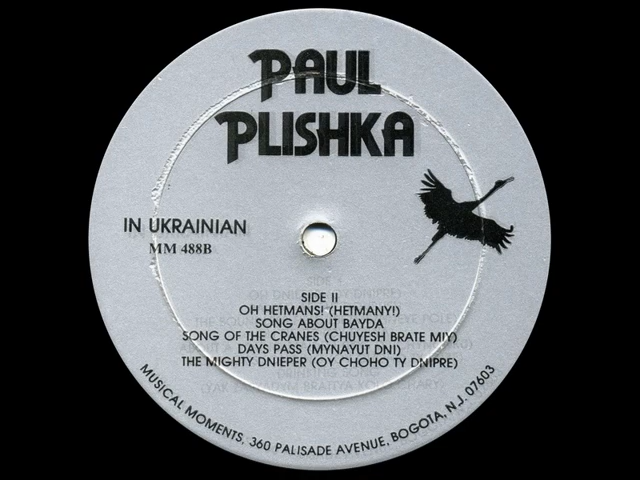 PAUL
PLISHKA
IN UKRAINIAN
MM 488B
SIDE II
OH HETMANS! (HETMANY!)
SONG ABOUT BAYDA
SONG OF THE CRANES (CHUYESH BRATE MIY)
DAYS PASS (MYNAYUT DNI)
THE MIGHTY DNIEPER (OY CHOHO TY DNIPRE)
MUSICAL MOMENTS, 360 PALISADE AVENUE, BOGOTA, N.J. 07603